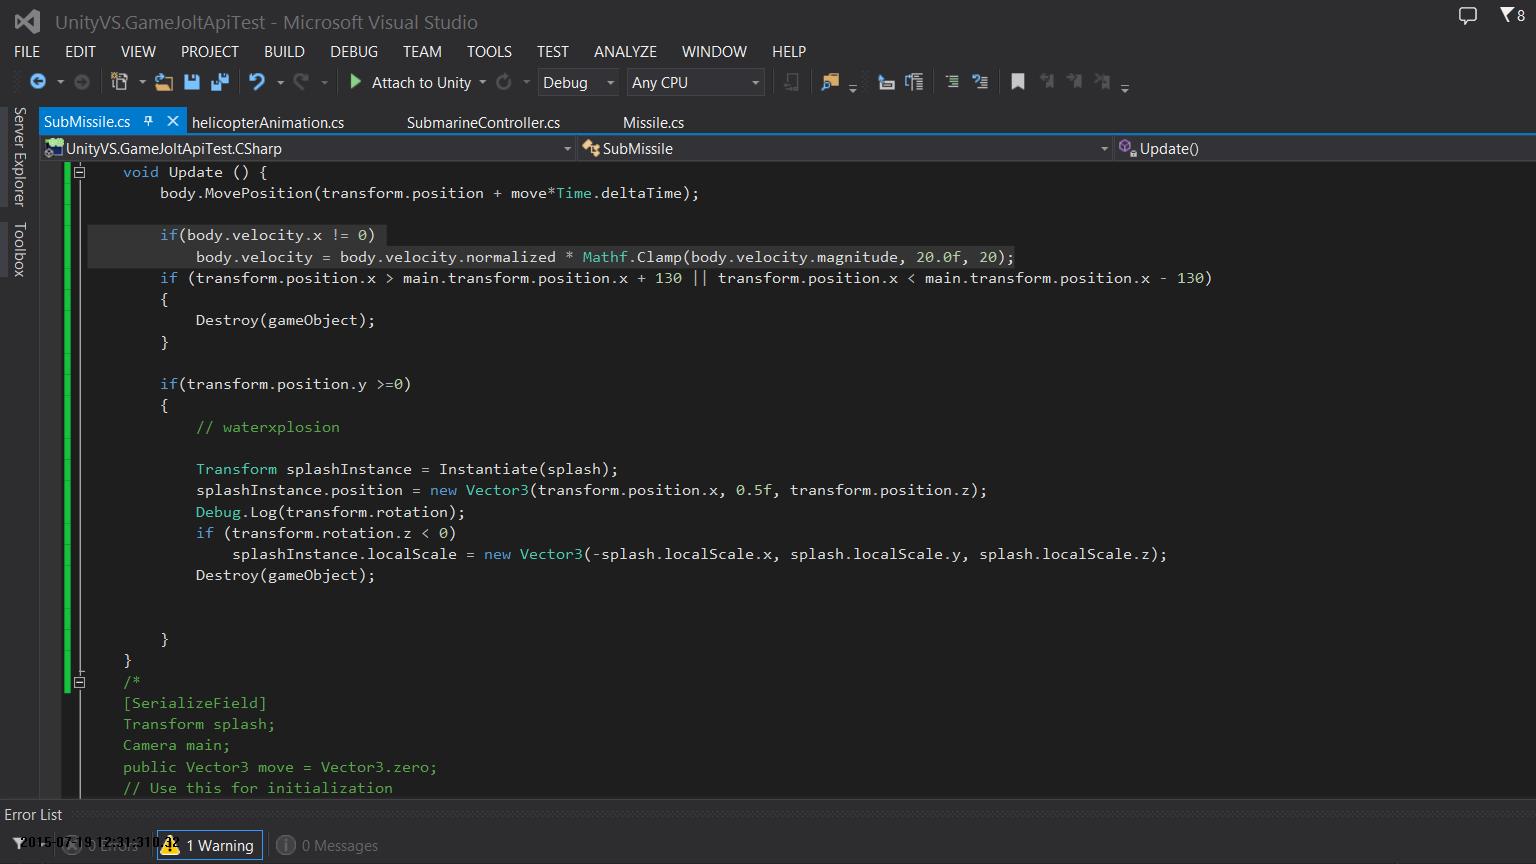 UnityVS.GameJoltApiTest - Microsoft Visual Studio
8
FILE EDIT VIEW PROJECT BUILD DEBUG TEAM TOOLS TEST ANALYZE WINDOW HELP
Attach to Unity Debug Any CPU
Server Explorer
Toolbox
SubMissile.cs helicopterAnimation.cs SubmarineController.cs Missile.cs
UnityVS.GameJoltApiTest.CSharp SubMissile Update()
void Update () {
body.MovePosition(transform.position + move*Time.deltaTime);
if(body.velocity.x != 0)
body.velocity = body.velocity.normalized * Mathf.Clamp(body.velocity.magnitude, 20.0f, 20);
if (transform.position.x > main.transform.position.x + 130 || transform.position.x < main.transform.position.x - 130)
{
Destroy(gameObject);
}
if(transform.position.y >=0)
{
// waterxplosion
Transform splashInstance = Instantiate(splash);
splashInstance.position = new Vector3(transform.position.x, 0.5f, transform.position.z);
Debug.Log(transform.rotation);
if (transform.rotation.z < 0)
splashInstance.localScale = new Vector3(-splash.localScale.x, splash.localScale.y, splash.localScale.z);
Destroy(gameObject);
}
}
/*
[SerializeField]
Transform splash;
Camera main;
public Vector3 move = Vector3.zero;
// Use this for initialization
Error List
0 Errors 1 Warning 0 Messages